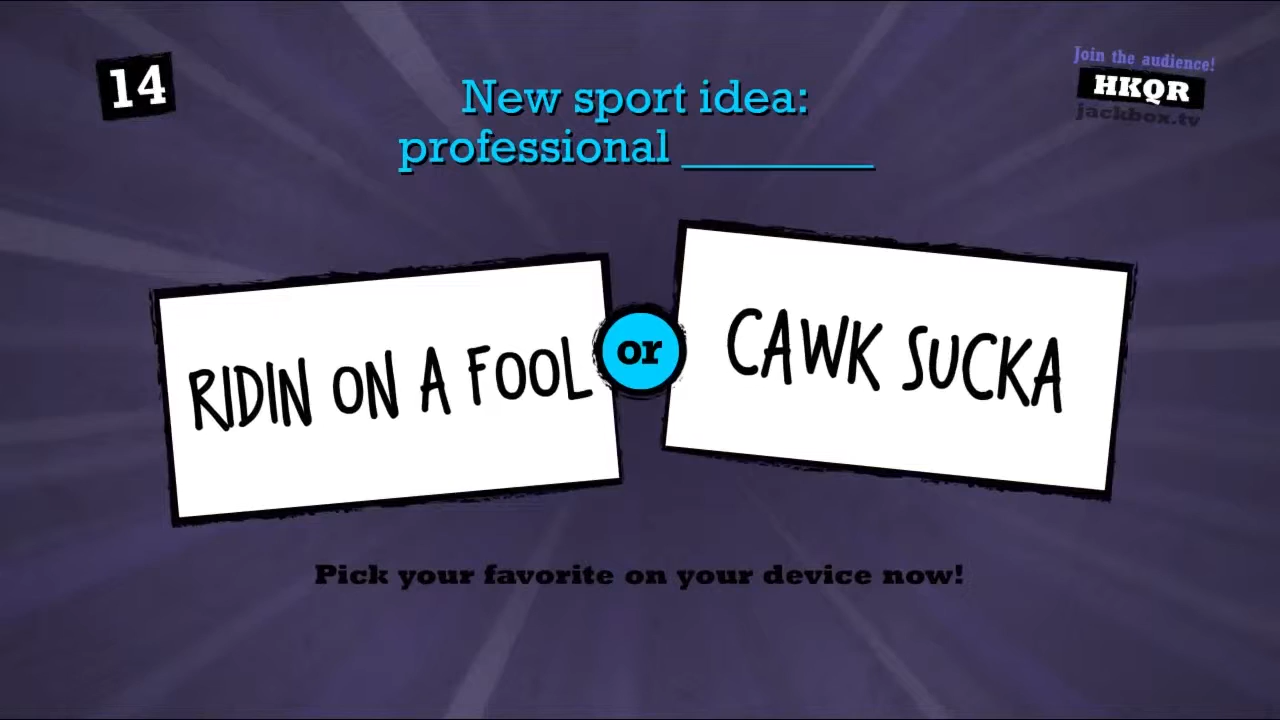 14
Join the audience!
HKQR
jackbox.tv
New sport idea:
professional ________
RIDIN ON A FOOL
or
CAWK SUCKA
Pick your favorite on your device now!